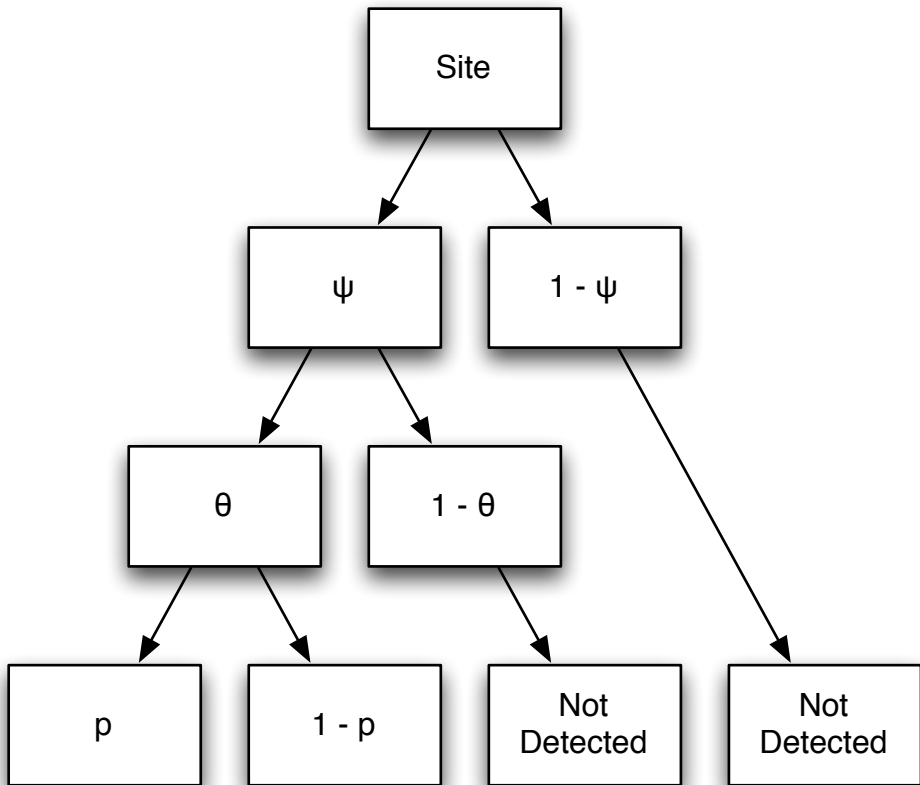 Site
ψ
1 - ψ
θ
1 - θ
p
1 - p
Not
Detected
Not
Detected